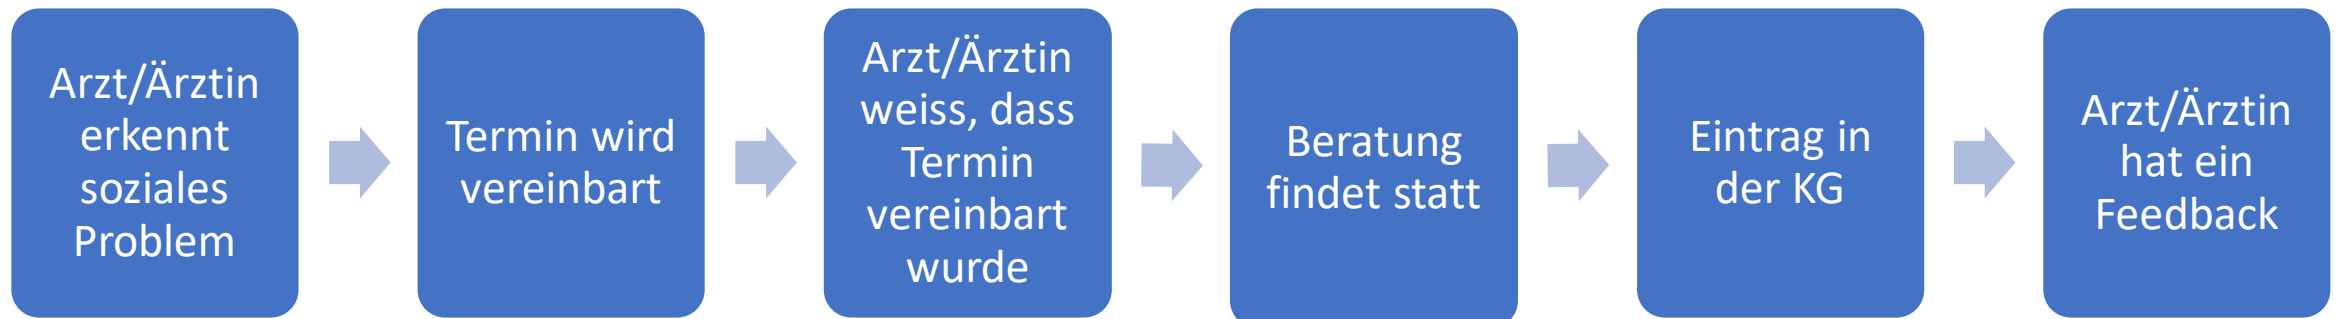 Arzt/Ärztin
erkennt
soziales
Problem
Termin wird
vereinbart
Arzt/Ärztin
weiss, dass
Termin
vereinbart
wurde
Beratung
findet statt
Eintrag in
der KG
Arzt/Ärztin
hat ein
Feedback